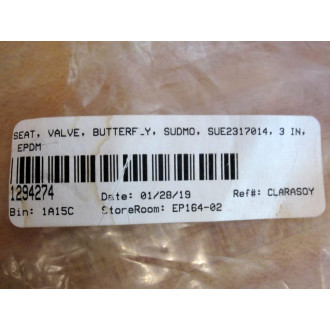 SEAT, VALVE, BUTTERF_Y, SUDMO, SUE2317014, 3 IN,
EPDM
1294274
Date: 01/28/19 Ref#: CLARASOY
Bin: 1A15C StoreRoom: EP164-02